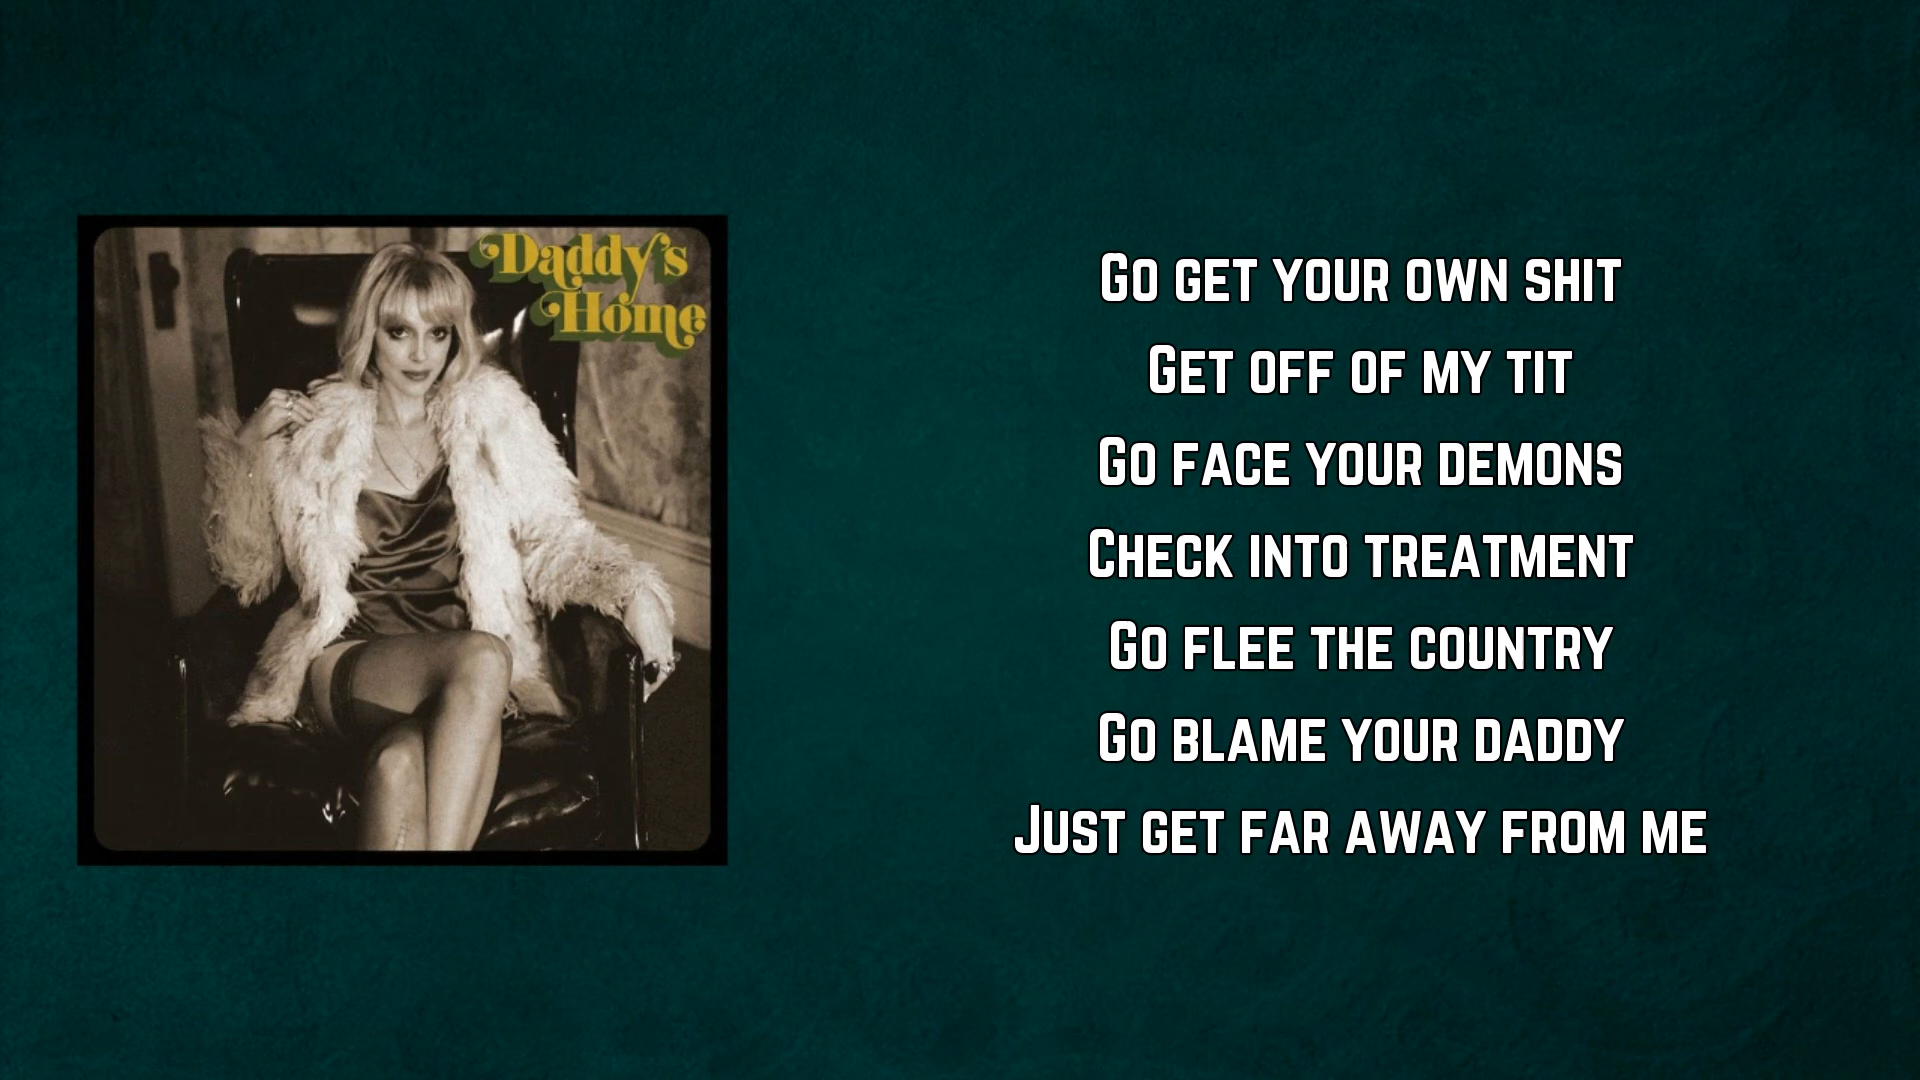 Daddy's
Home
Go get your own shit
Get off of my tit
Go face your demons
Check into treatment
Go flee the country
Go blame your daddy
Just get far away from me